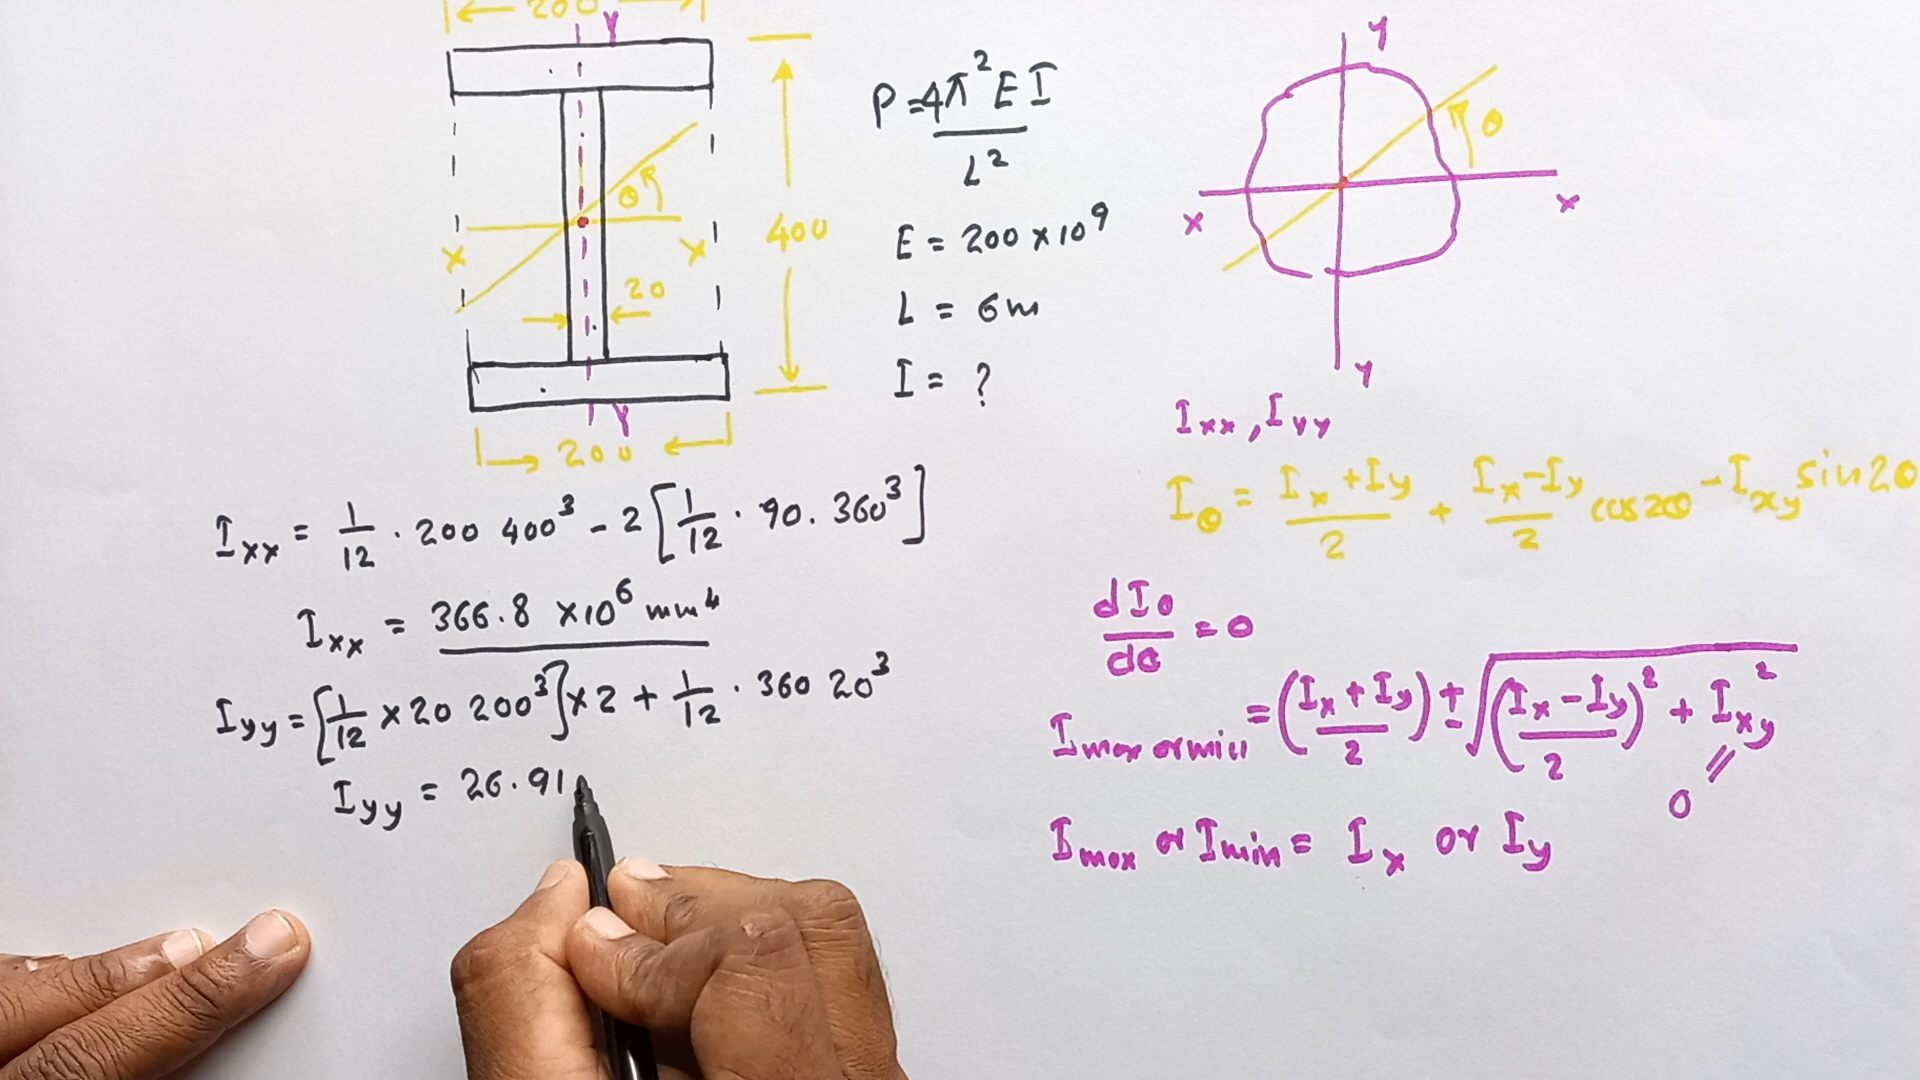 200
Y
400
θ
X X
20
Y
200
P = 4π² E I / L²
E = 200 × 10⁹
L = 6m
I = ?
Y
θ
X X
Y
Ixx , Iyy
Iθ = Ix + Iy / 2 + Ix - Iy / 2 cos2θ - Ixy sin2θ
dIθ / dθ = 0
Imax or min = (Ix + Iy / 2) ± √(Ix - Iy / 2)² + Ixy²
0
Imax or Imin = Ix or Iy
Ixx = 1/12 . 200 400³ - 2 [1/12 . 90 . 360³]
Ixx = 366.8 ×10⁶ mm⁴
Iyy = [1/12 × 20 200³] × 2 + 1/12 . 360 20³
Iyy = 26.91